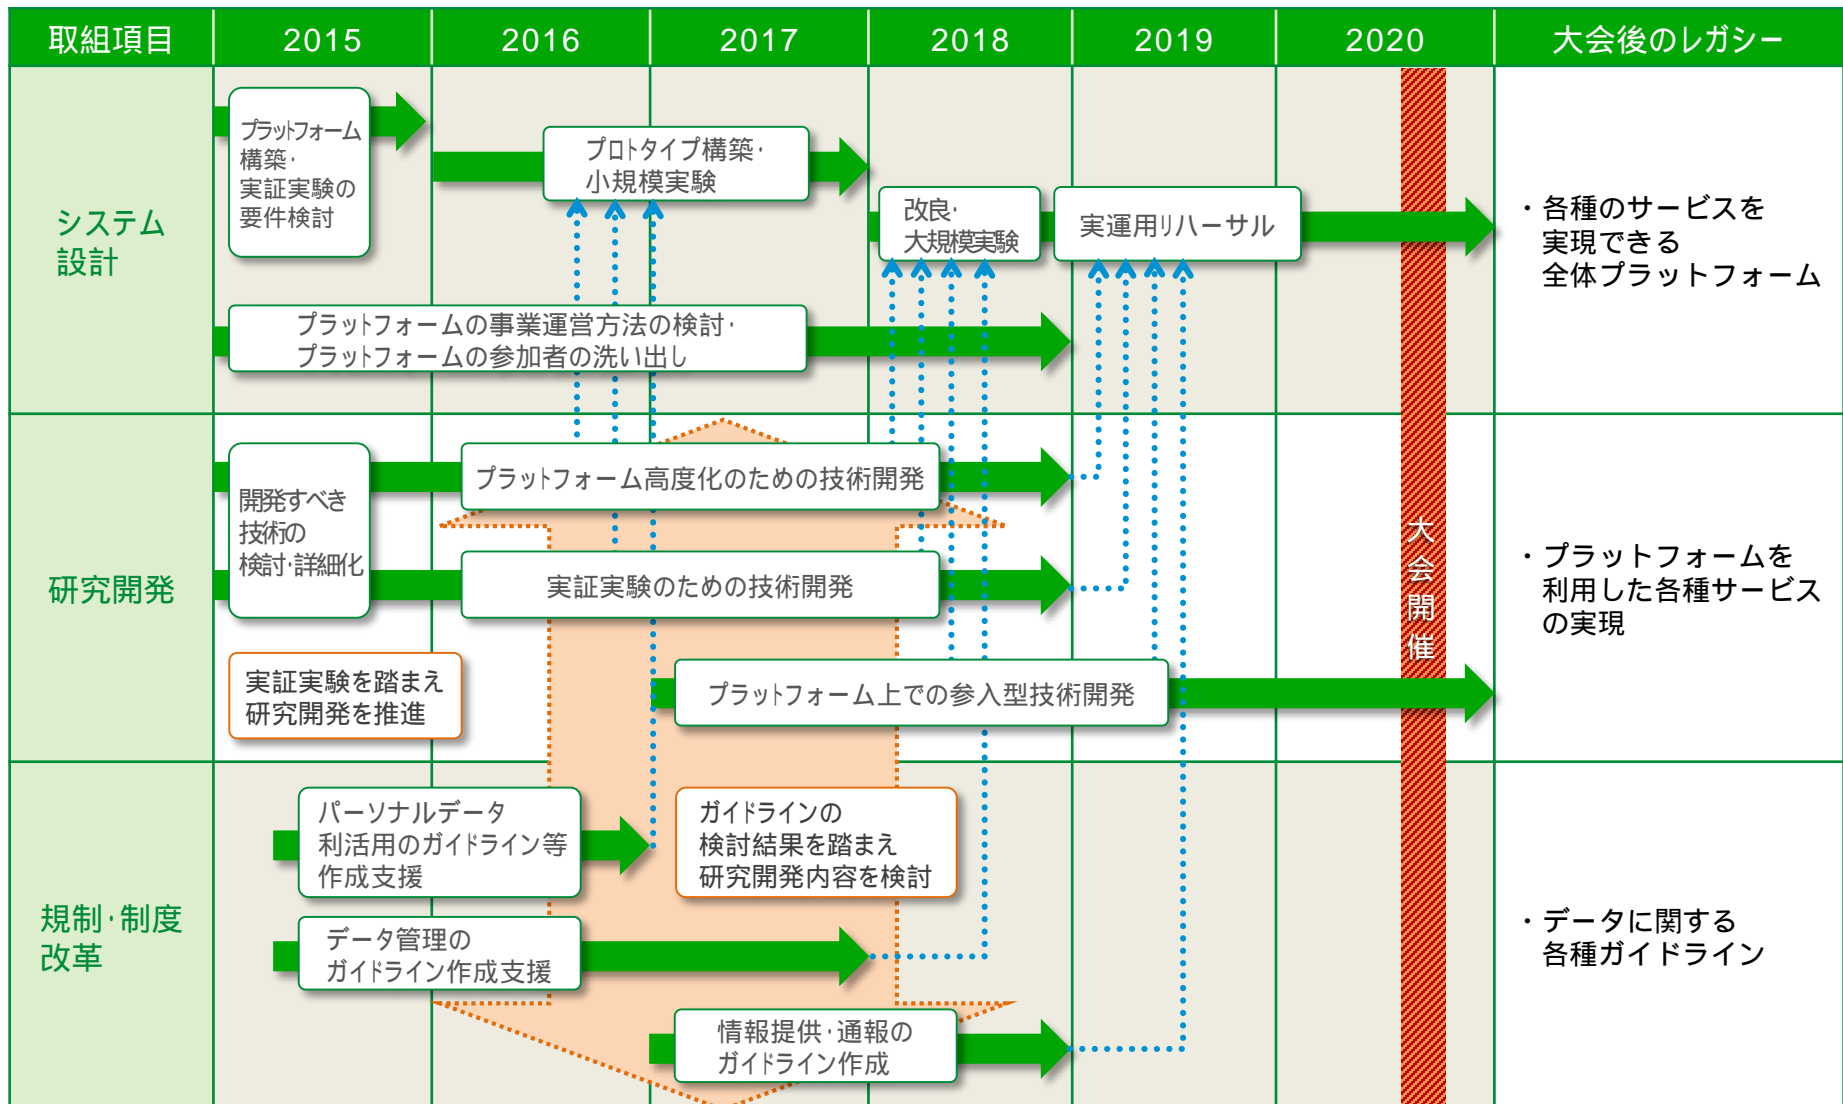 取組項目 2015 2016 2017 2018 2019 2020 大会後のレガシー
システム
設計
プラットフォーム
構築・
実証実験の
要件検討
プロトタイプ構築・
小規模実験
改良・
大規模実験
実運用リハーサル
プラットフォームの事業運営方法の検討・
プラットフォームの参加者の洗い出し
・各種のサービスを
実現できる
全体プラットフォーム
研究開発
開発すべき
技術の
検討・詳細化
プラットフォーム高度化のための技術開発
実証実験のための技術開発
実証実験を踏まえ
研究開発を推進
プラットフォーム上での参入型技術開発
大会開催
・プラットフォームを
利用した各種サービス
の実現
規制・制度
改革
パーソナルデータ
利活用のガイドライン等
作成支援
ガイドラインの
検討結果を踏まえ
研究開発内容を検討
データ管理の
ガイドライン作成支援
情報提供・通報の
ガイドライン作成
・データに関する
各種ガイドライン